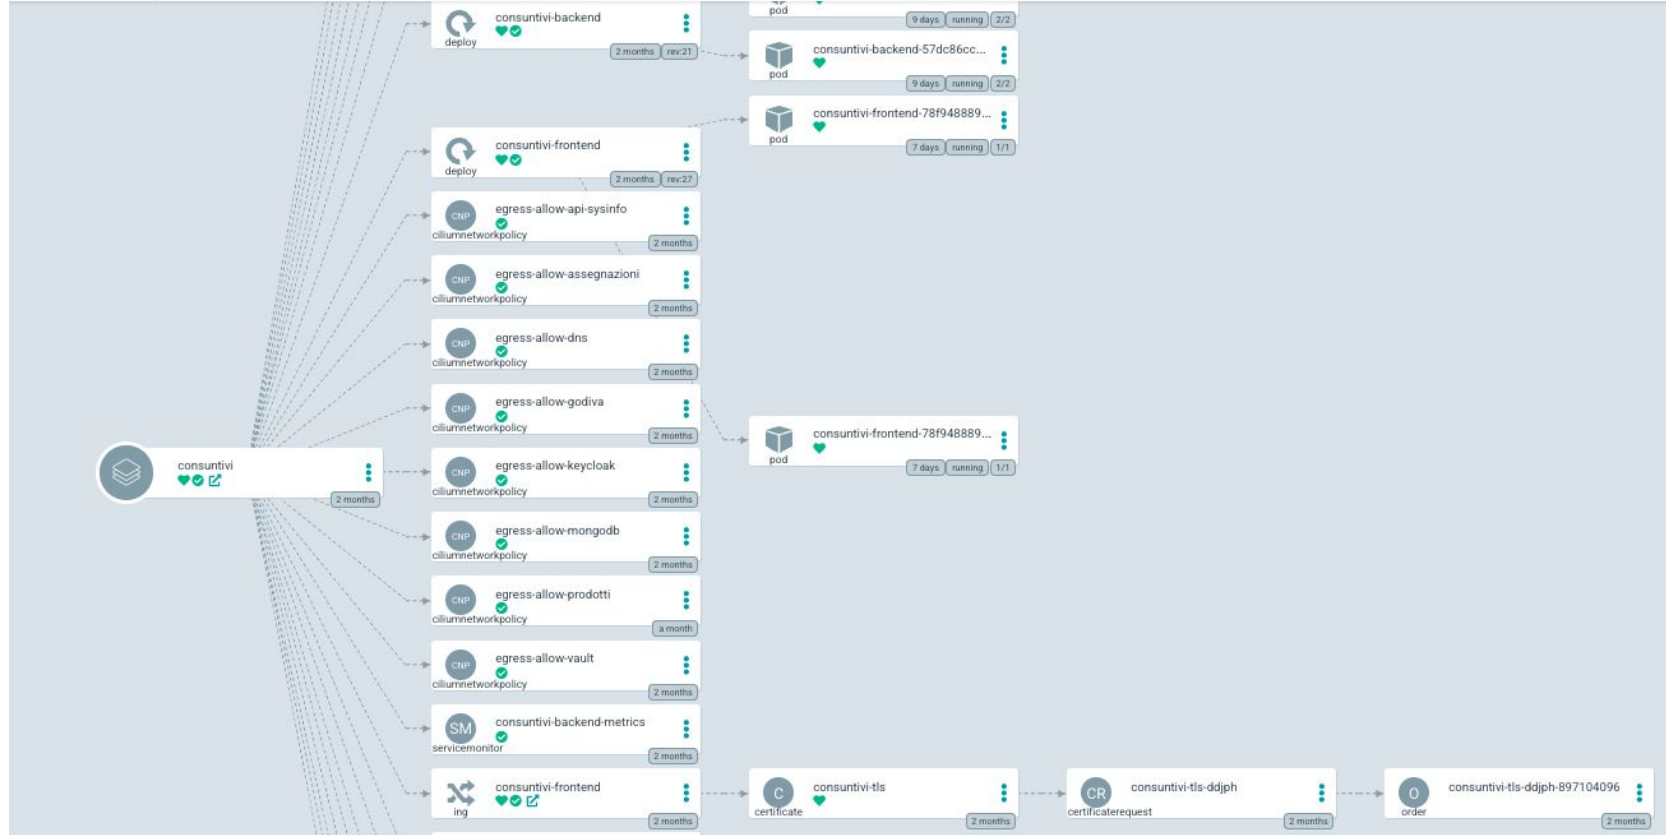 consuntivi-backend
deploy
2 months rev:21
pod
9 days running 2/2
consuntivi-backend-57dc86cc...
pod
9 days running 2/2
consuntivi-frontend-78f948889...
pod
7 days running 1/1
consuntivi-frontend
deploy
2 months rev:27
CNP
egress-allow-api-sysinfo
ciliumnetworkpolicy
2 months
CNP
egress-allow-assegnazioni
ciliumnetworkpolicy
2 months
CNP
egress-allow-dns
ciliumnetworkpolicy
2 months
CNP
egress-allow-godiva
ciliumnetworkpolicy
2 months
consuntivi-frontend-78f948889...
pod
7 days running 1/1
consuntivi
2 months
CNP
egress-allow-keycloak
ciliumnetworkpolicy
2 months
CNP
egress-allow-mongodb
ciliumnetworkpolicy
2 months
CNP
egress-allow-prodotti
ciliumnetworkpolicy
a month
CNP
egress-allow-vault
ciliumnetworkpolicy
2 months
SM
consuntivi-backend-metrics
servicemonitor
2 months
consuntivi-frontend
ing
2 months
C
consuntivi-tls
certificate
2 months
CR
consuntivi-tls-ddjph
certificaterequest
2 months
O
consuntivi-tls-ddjph-897104096
order
2 months